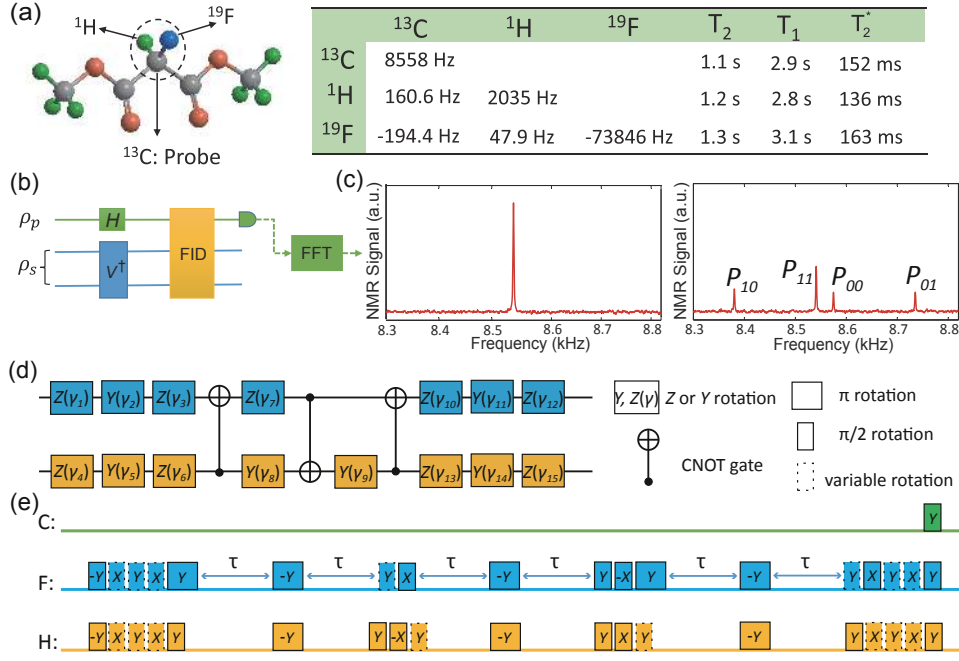 (a)
¹H
¹⁹F
¹³C: Probe
¹³C ¹H ¹⁹F T₂ T₁ T₂*
¹³C 8558 Hz 1.1 s 2.9 s 152 ms
¹H 160.6 Hz 2035 Hz 1.2 s 2.8 s 136 ms
¹⁹F -194.4 Hz 47.9 Hz -73846 Hz 1.3 s 3.1 s 163 ms
(b)
ρₚ H
ρₛ V† FID FFT
(c)
NMR Signal (a.u.)
8.3 8.4 8.5 8.6 8.7 8.8
Frequency (kHz)
NMR Signal (a.u.)
P₁₀ P₁₁ P₀₀ P₀₁
8.3 8.4 8.5 8.6 8.7 8.8
Frequency (kHz)
(d)
Z(γ₁) Y(γ₂) Z(γ₃) Z(γ₇) Z(γ₁₀) Y(γ₁₁) Z(γ₁₂)
Z(γ₄) Y(γ₅) Z(γ₆) Y(γ₈) Y(γ₉) Z(γ₁₃) Y(γ₁₄) Z(γ₁₅)
Y, Z(γ) Z or Y rotation
CNOT gate
π rotation
π/2 rotation
variable rotation
(e)
C: Y
τ τ τ τ τ τ
F: -Y X Y X Y -Y Y X -Y Y -X Y -Y Y X Y X Y
H: -Y X Y X Y -Y Y -X Y -Y Y -X Y -Y Y X Y X Y